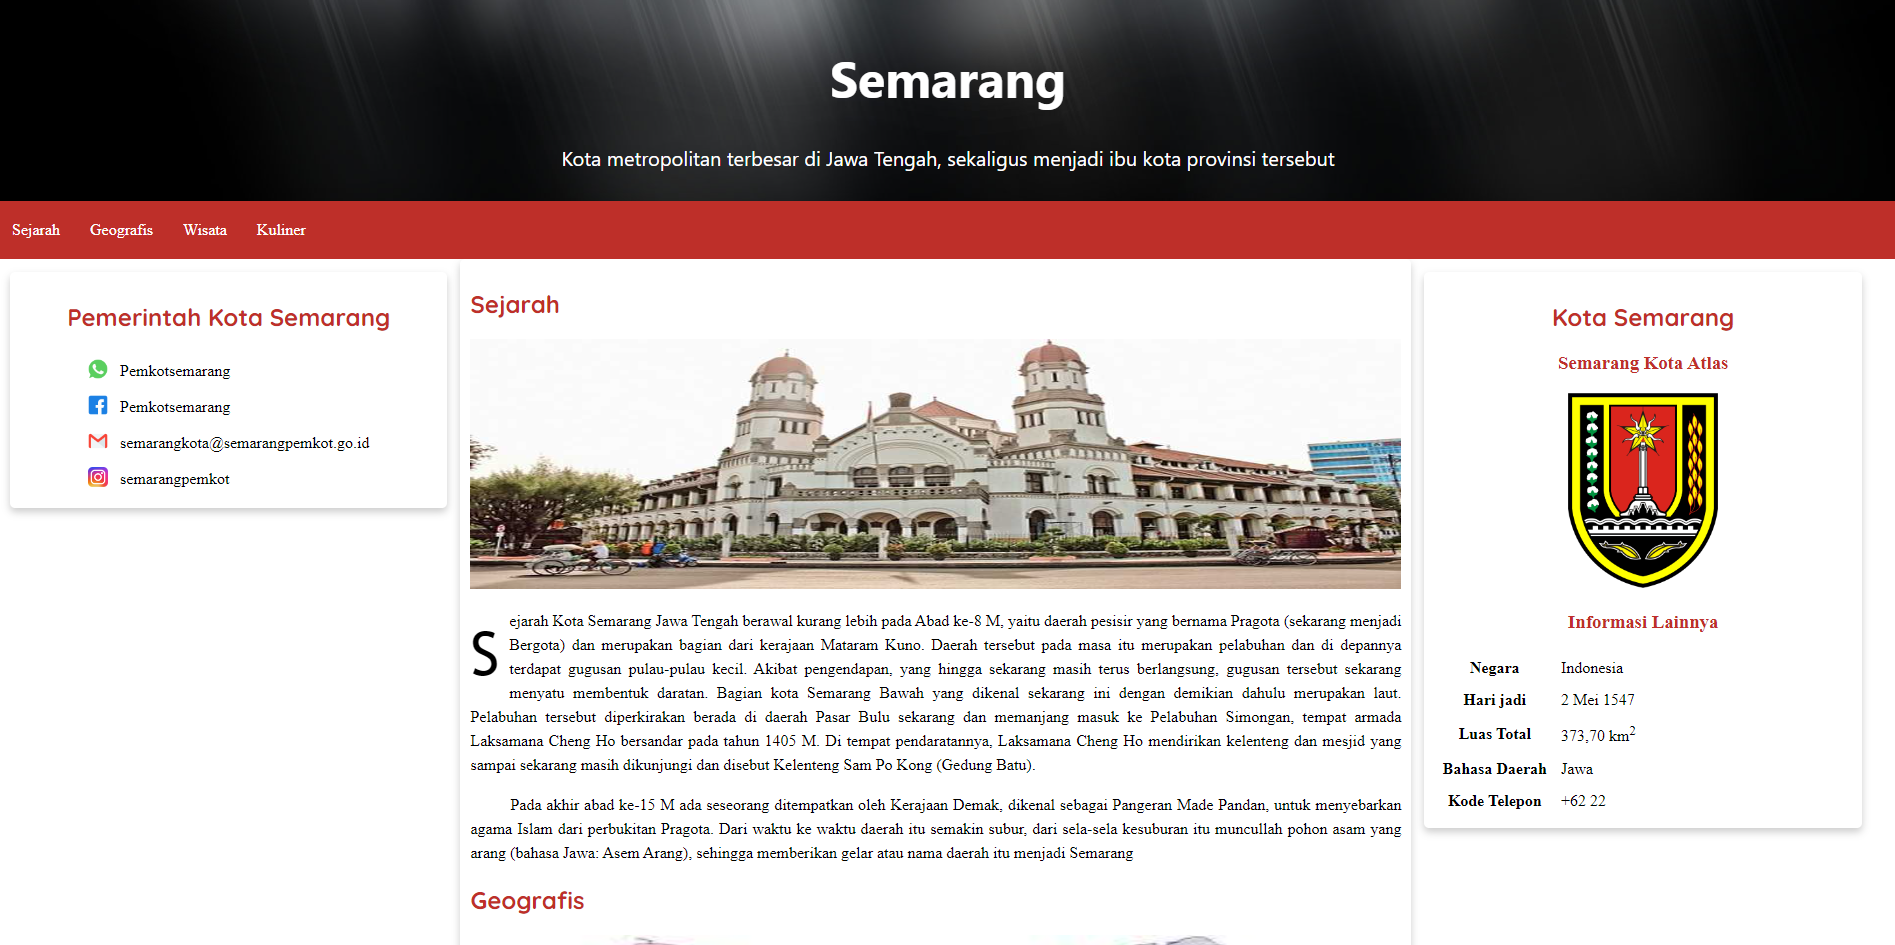 Semarang
Kota metropolitan terbesar di Jawa Tengah, sekaligus menjadi ibu kota provinsi tersebut
Sejarah Geografis Wisata Kuliner
Pemerintah Kota Semarang
Pemkotsemarang
Pemkotsemarang
semarangkota@semarangpemkot.go.id
semarangpemkot
Sejarah
Sejarah Kota Semarang Jawa Tengah berawal kurang lebih pada Abad ke-8 M, yaitu daerah pesisir yang bernama Pragota (sekarang menjadi
Bergota) dan merupakan bagian dari kerajaan Mataram Kuno. Daerah tersebut pada masa itu merupakan pelabuhan dan di depannya
terdapat gugusan pulau-pulau kecil. Akibat pengendapan, yang hingga sekarang masih terus berlangsung, gugusan tersebut sekarang
menyatu membentuk daratan. Bagian kota Semarang Bawah yang dikenal sekarang ini dengan demikian dahulu merupakan laut.
Pelabuhan tersebut diperkirakan berada di daerah Pasar Bulu sekarang dan memanjang masuk ke Pelabuhan Simongan, tempat armada
Laksamana Cheng Ho bersandar pada tahun 1405 M. Di tempat pendaratannya, Laksamana Cheng Ho mendirikan kelenteng dan mesjid yang
sampai sekarang masih dikunjungi dan disebut Kelenteng Sam Po Kong (Gedung Batu).
Pada akhir abad ke-15 M ada seseorang ditempatkan oleh Kerajaan Demak, dikenal sebagai Pangeran Made Pandan, untuk menyebarkan
agama Islam dari perbukitan Pragota. Dari waktu ke waktu daerah itu semakin subur, dari sela-sela kesuburan itu muncullah pohon asam yang
arang (bahasa Jawa: Asem Arang), sehingga memberikan gelar atau nama daerah itu menjadi Semarang
Geografis
Kota Semarang
Semarang Kota Atlas
Informasi Lainnya
Negara Indonesia
Hari jadi 2 Mei 1547
Luas Total 373,70 km²
Bahasa Daerah Jawa
Kode Telepon +62 22